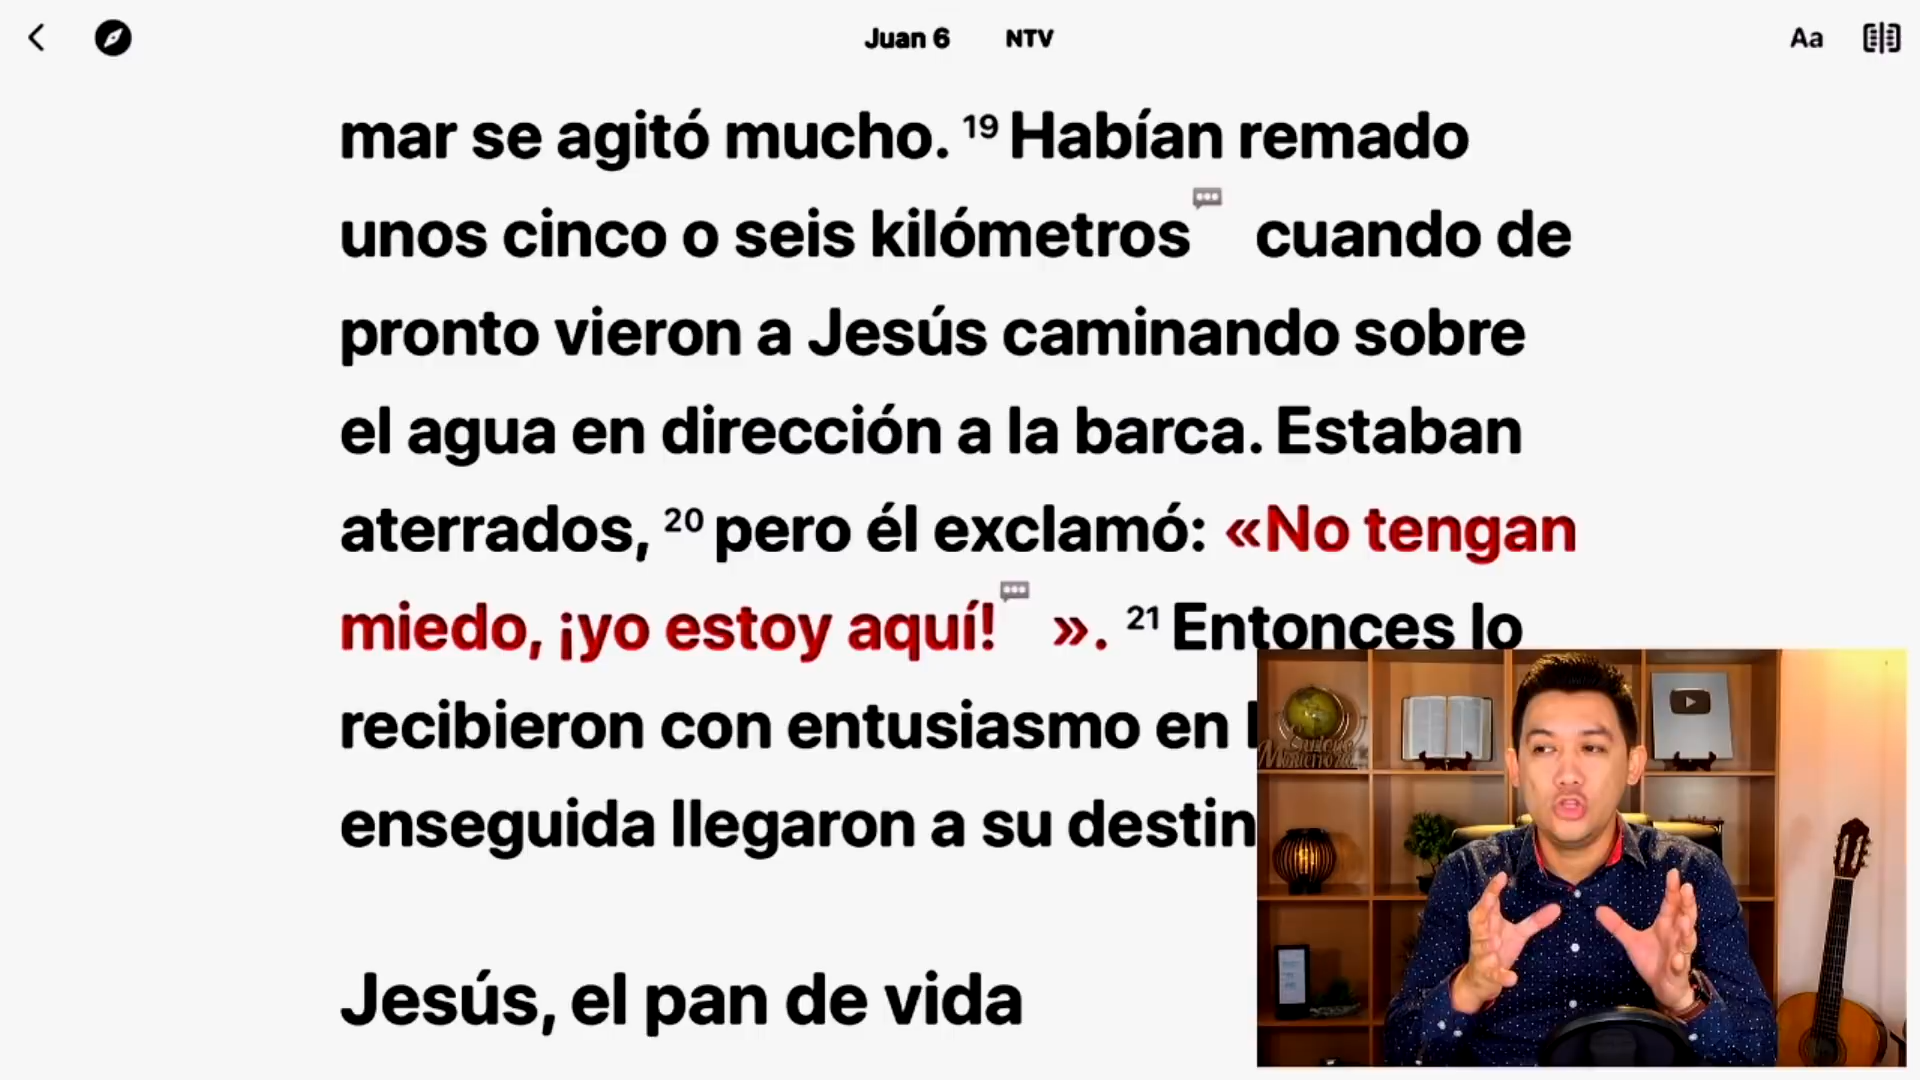 Juan 6 NTV Aa
mar se agitó mucho. 19 Habían remado
unos cinco o seis kilómetros cuando de
pronto vieron a Jesús caminando sobre
el agua en dirección a la barca. Estaban
aterrados, 20 pero él exclamó: «No tengan
miedo, ¡yo estoy aquí! ». 21 Entonces lo
recibieron con entusiasmo en
enseguida llegaron a su destin
Jesús, el pan de vida
Monterroza